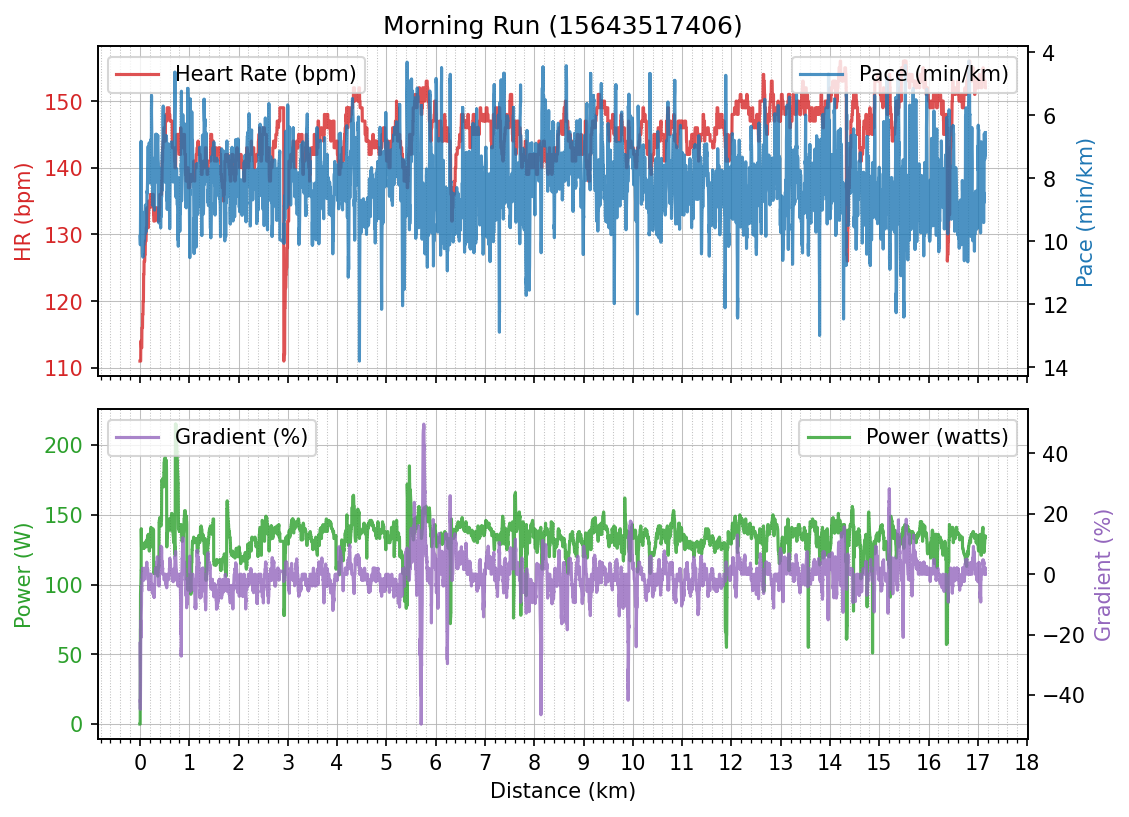 Morning Run (15643517406)
Heart Rate (bpm)
Pace (min/km)
HR (bpm)
110
120
130
140
150
Pace (min/km)
4
6
8
10
12
14
Gradient (%)
Power (watts)
Power (W)
0
50
100
150
200
Gradient (%)
40
20
0
−20
−40
0 1 2 3 4 5 6 7 8 9 10 11 12 13 14 15 16 17 18
Distance (km)